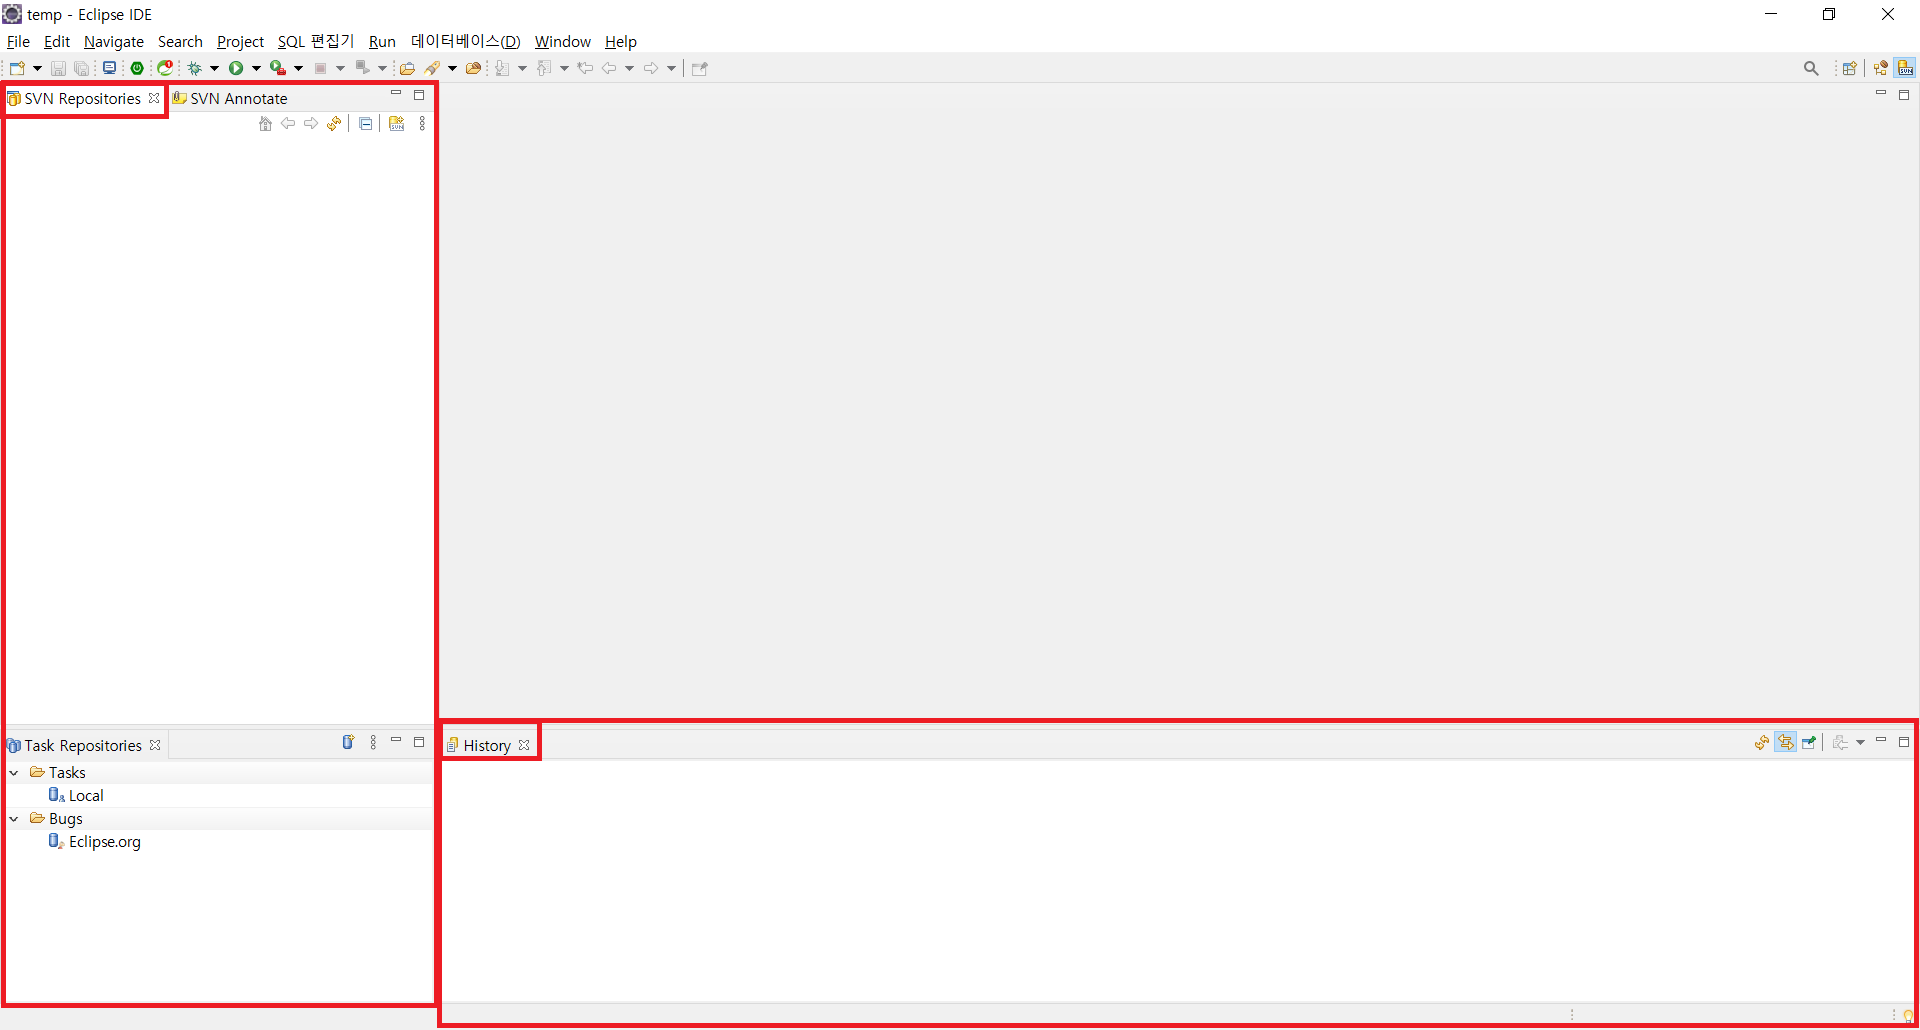 temp - Eclipse IDE
File Edit Navigate Search Project SQL 편집기 Run 데이터베이스(D) Window Help
SVN Repositories SVN Annotate
Task Repositories
Tasks
Local
Bugs
Eclipse.org
History